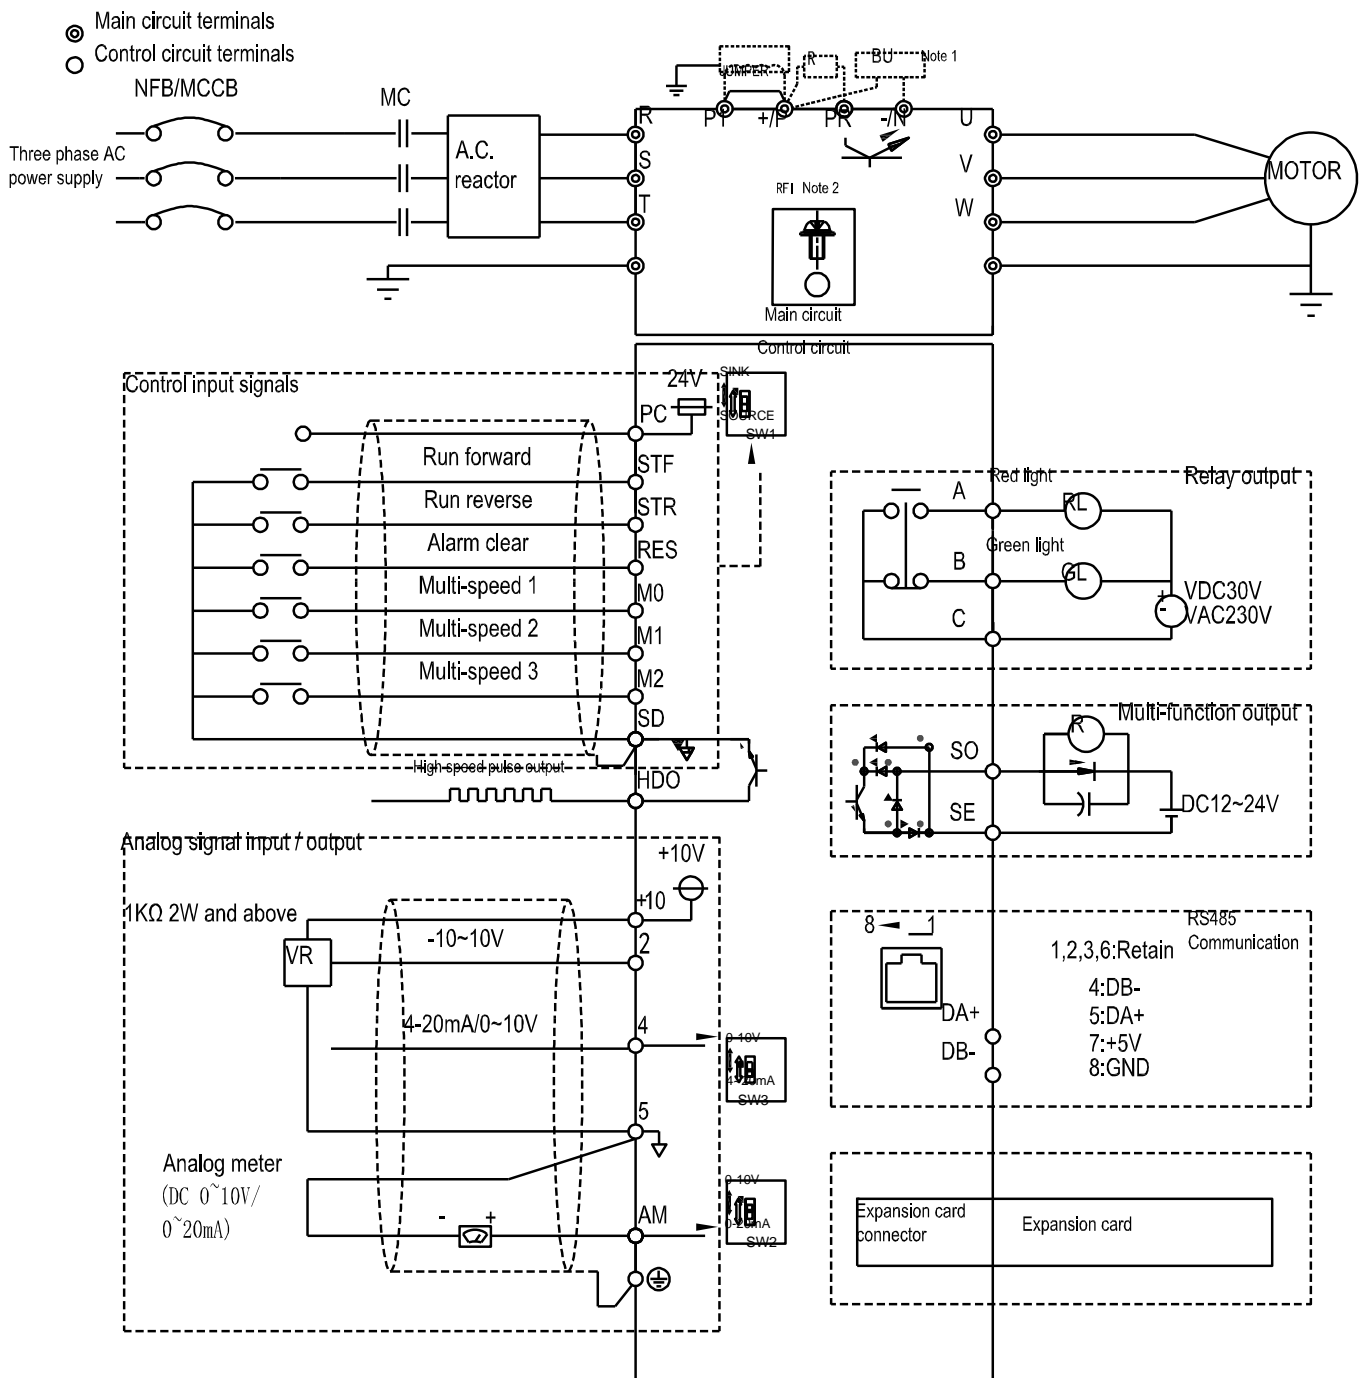 Main circuit terminals
Control circuit terminals
NFB/MCCB
MC
Three phase AC
power supply
A.C.
reactor
R
S
T
JUMPER
R
BU
Note 1
P1
+/P
PR
-/N
U
V
W
MOTOR
RFI Note 2
Main circuit
Control circuit
Control input signals
24V
SINK
SOURCE
SW1
PC
Run forward
STF
Run reverse
STR
Alarm clear
RES
Multi-speed 1
M0
Multi-speed 2
M1
Multi-speed 3
M2
SD
High speed pulse output
HDO
Relay output
A
Red light
RL
B
Green light
GL
C
+
-
VDC30V
VAC230V
Multi-function output
R
SO
SE
DC12~24V
Analog signal input / output
+10V
+10
1KΩ 2W and above
VR
-10~10V
2
4-20mA/0~10V
4
0-10V
4~20mA
SW3
5
Analog meter
(DC 0~10V/
0~20mA)
- +
AM
0-10V
0-20mA
SW2
8 1
RS485
Communication
1,2,3,6:Retain
4:DB-
5:DA+
7:+5V
8:GND
DA+
DB-
Expansion card
connector
Expansion card